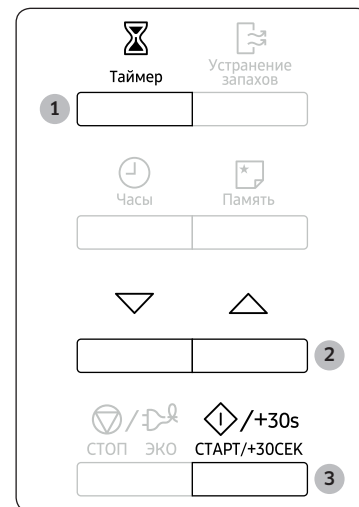 Таймер
Устранение
запахов
1
Часы
Память
2
/
/+30s
СТОП ЭКО СТАРТ/+30СЕК
3